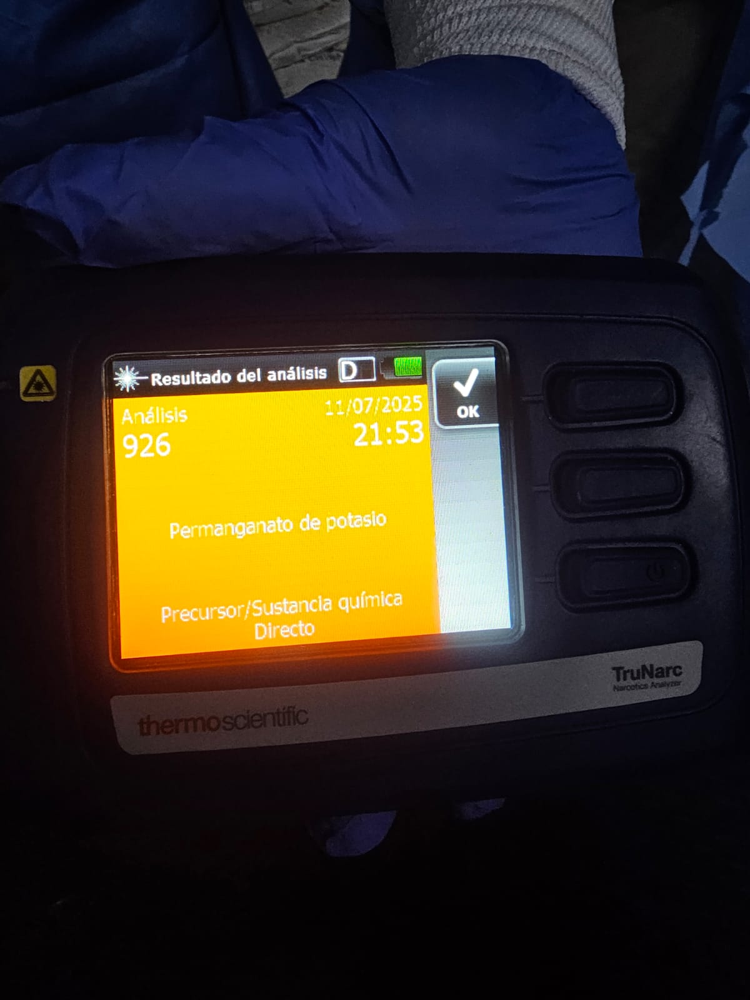 Resultado del análisis D
OK
Análisis 11/07/2025
926 21:53
Permanganato de potasio
Precursor/Sustancia química
Directo
TruNarc
Narcotics Analyzer
thermoscientific